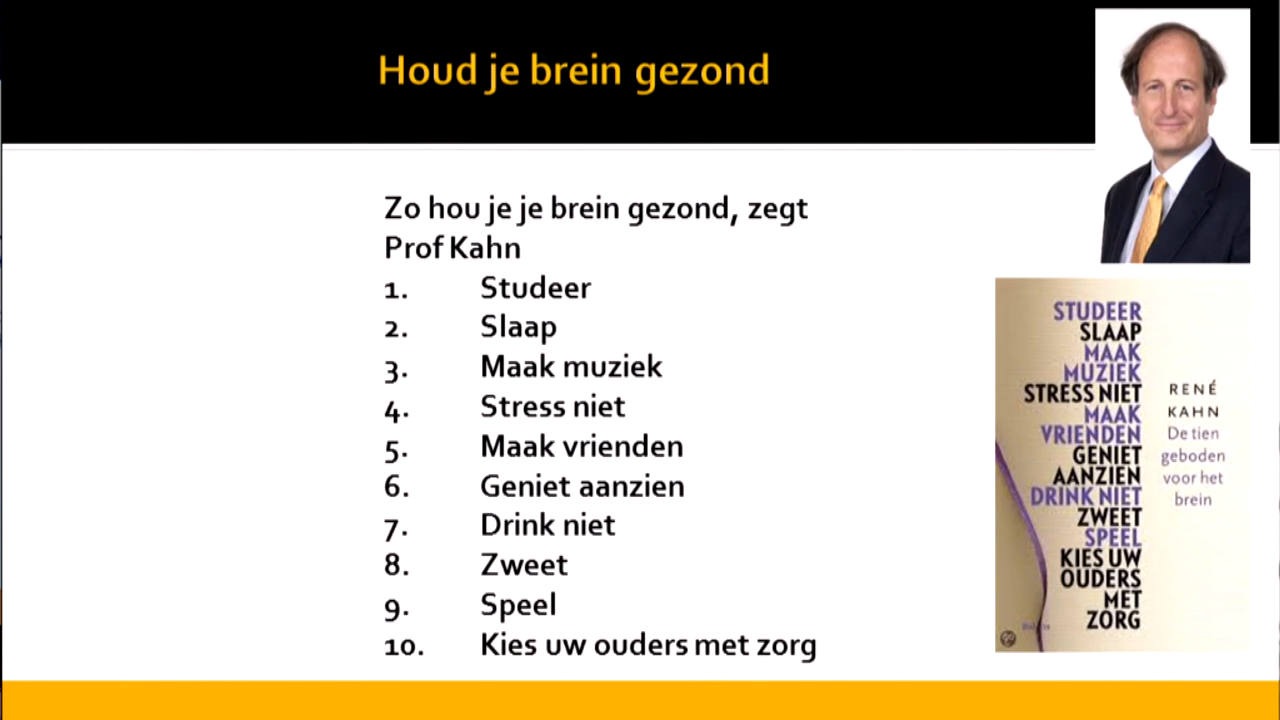 Houd je brein gezond
Zo hou je je brein gezond, zegt
Prof Kahn
1. Studeer
2. Slaap
3. Maak muziek
4. Stress niet
5. Maak vrienden
6. Geniet aanzien
7. Drink niet
8. Zweet
9. Speel
10. Kies uw ouders met zorg
STUDEER
SLAAP
MAAK
MUZIEK
STRESS NIET
MAAK
VRIENDEN
GENIET
AANZIEN
DRINK NIET
ZWEET
SPEEL
KIES UW
OUDERS
MET
ZORG
RENÉ
KAHN
De tien
geboden
voor het
brein